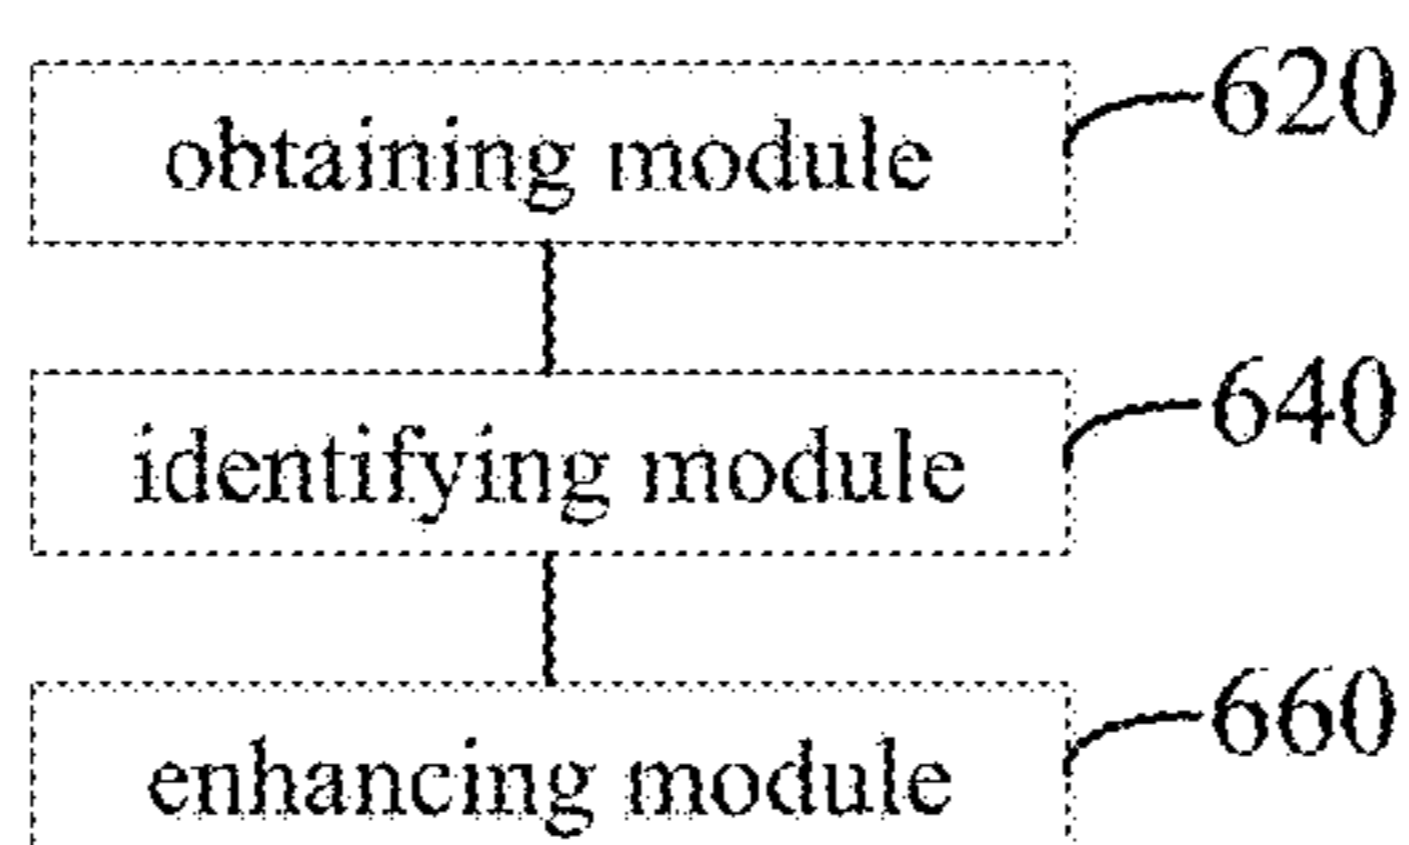 620
obtaining module
640
identifying module
660
enhancing module